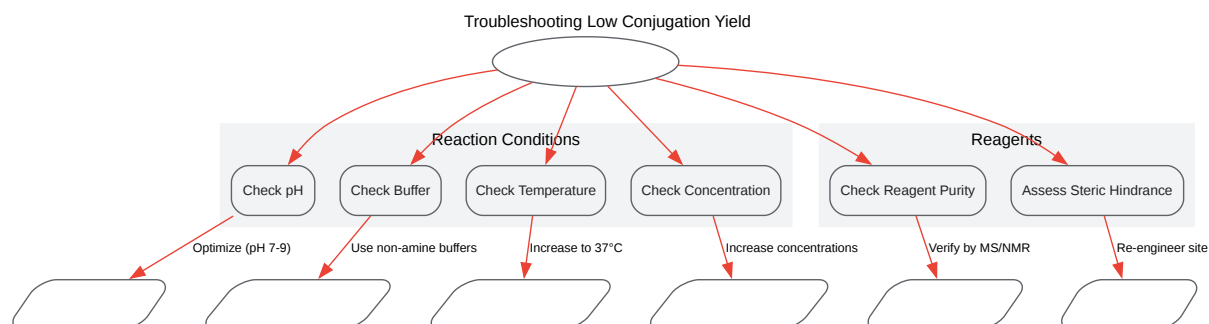 Troubleshooting Low Conjugation Yield
Reaction Conditions
Reagents
Check pH
Check Buffer
Check Temperature
Check Concentration
Check Reagent Purity
Assess Steric Hindrance
Optimize (pH 7-9)
Use non-amine buffers
Increase to 37°C
Increase concentrations
Verify by MS/NMR
Re-engineer site